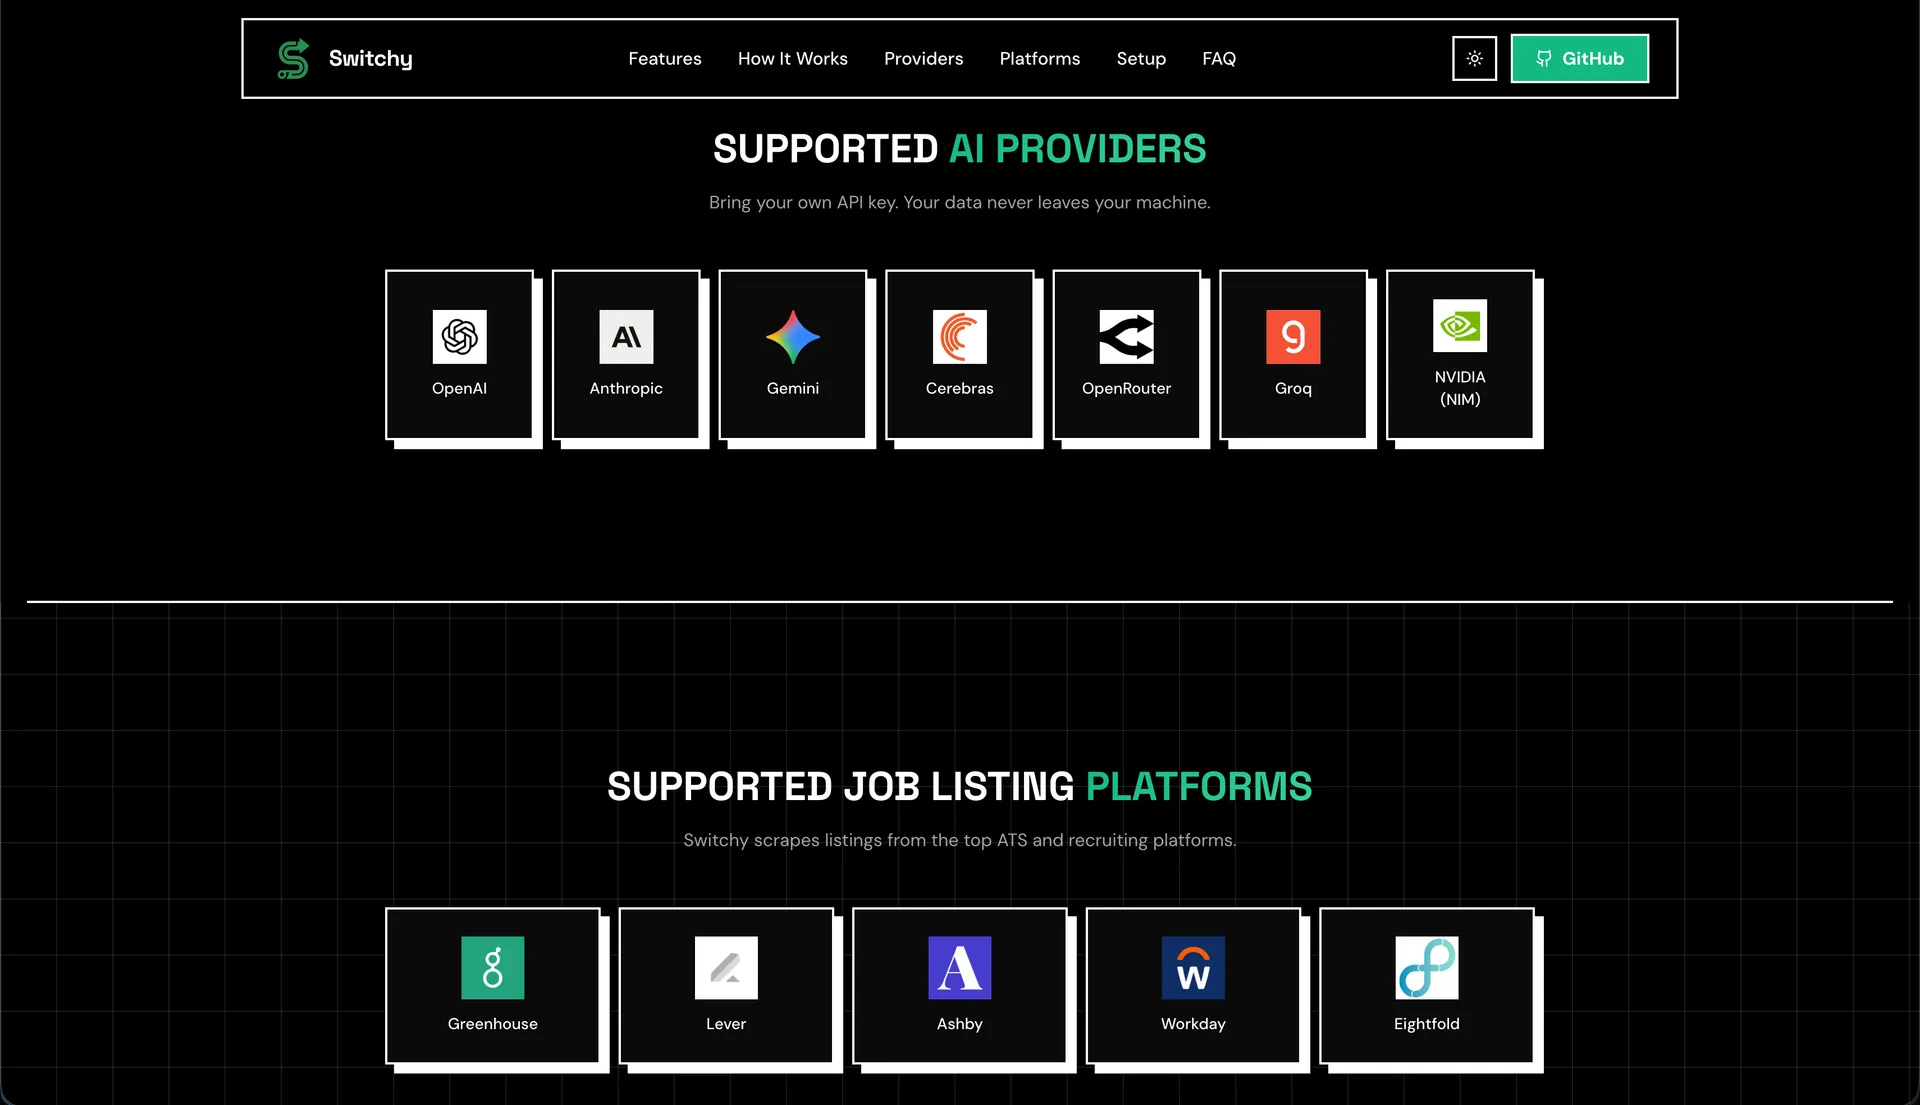 Switchy
Features
How It Works
Providers
Platforms
Setup
FAQ
GitHub
SUPPORTED AI PROVIDERS
Bring your own API key. Your data never leaves your machine.
OpenAI
Anthropic
Gemini
Cerebras
OpenRouter
Groq
NVIDIA
(NIM)
SUPPORTED JOB LISTING PLATFORMS
Switchy scrapes listings from the top ATS and recruiting platforms.
Greenhouse
Lever
Ashby
Workday
Eightfold